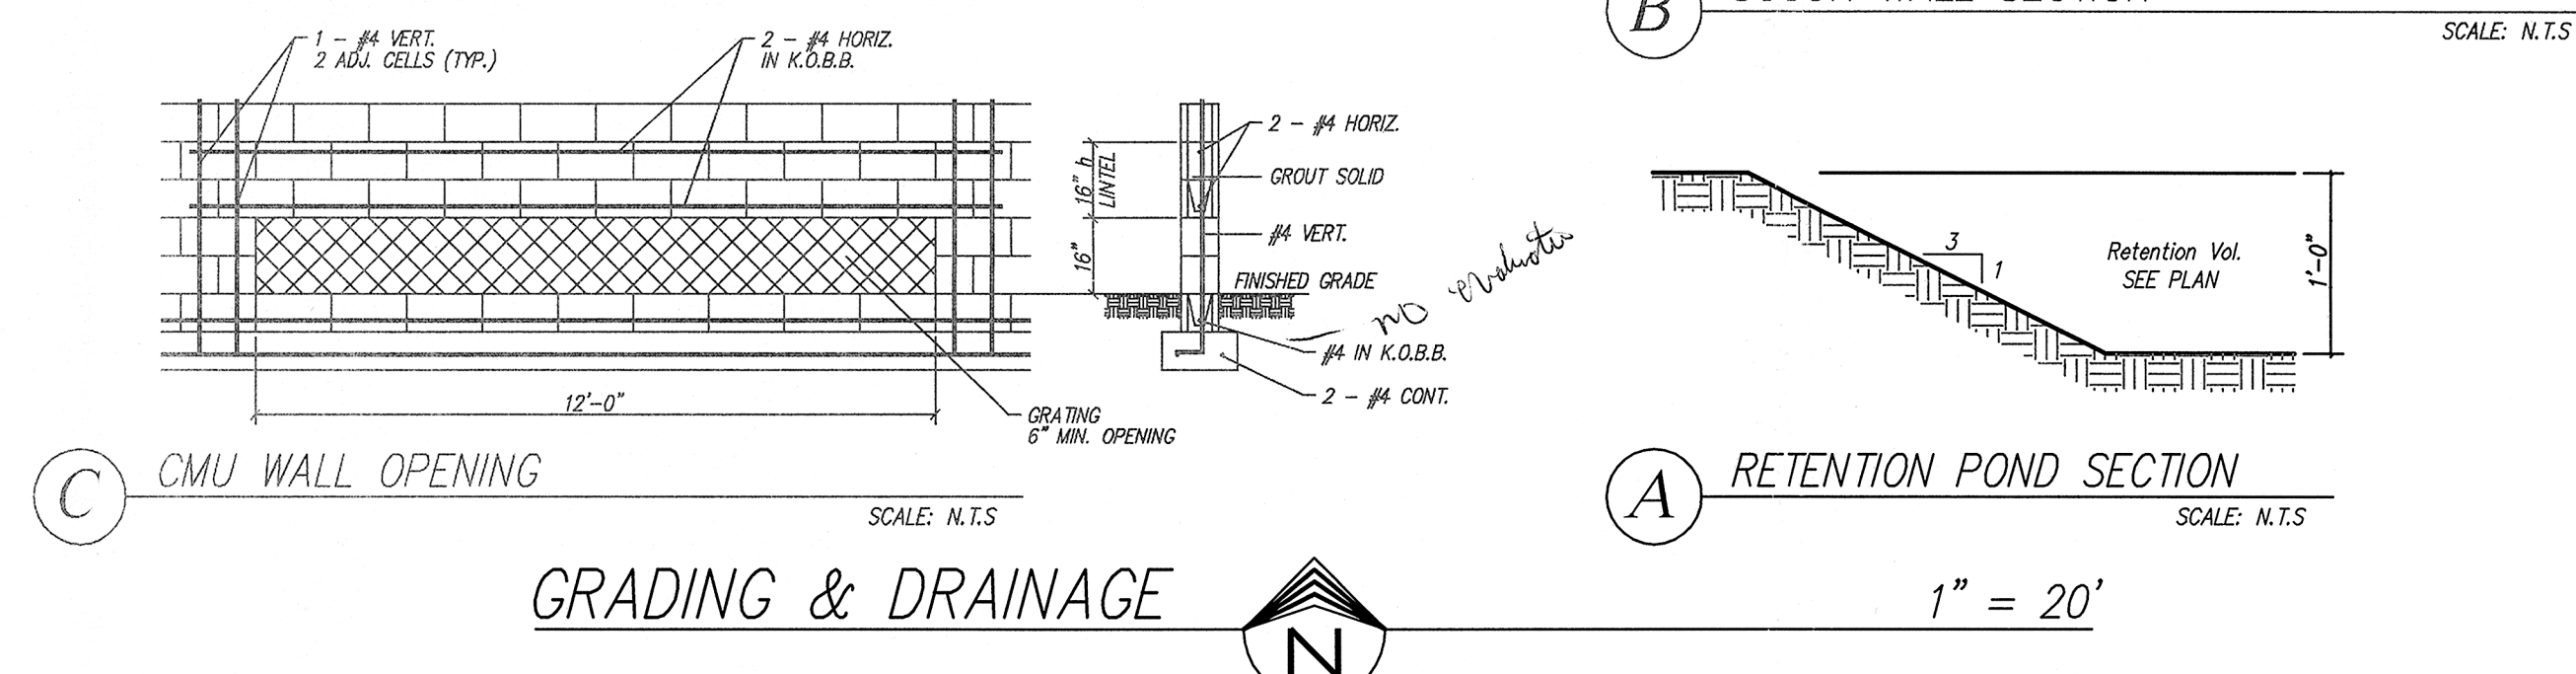 B
SCALE: N.T.S
1 - #4 VERT.
2 ADJ. CELLS (TYP.)
2 - #4 HORIZ.
IN K.O.B.B.
16" h
LINTEL
16"
2 - #4 HORIZ.
GROUT SOLID
#4 VERT.
FINISHED GRADE
no
#4 IN K.O.B.B.
2 - #4 CONT.
12'-0"
GRATING
6" MIN. OPENING
C
CMU WALL OPENING
SCALE: N.T.S
3
1
Retention Vol.
SEE PLAN
1'-0"
A
RETENTION POND SECTION
SCALE: N.T.S
GRADING & DRAINAGE
N
1" = 20'